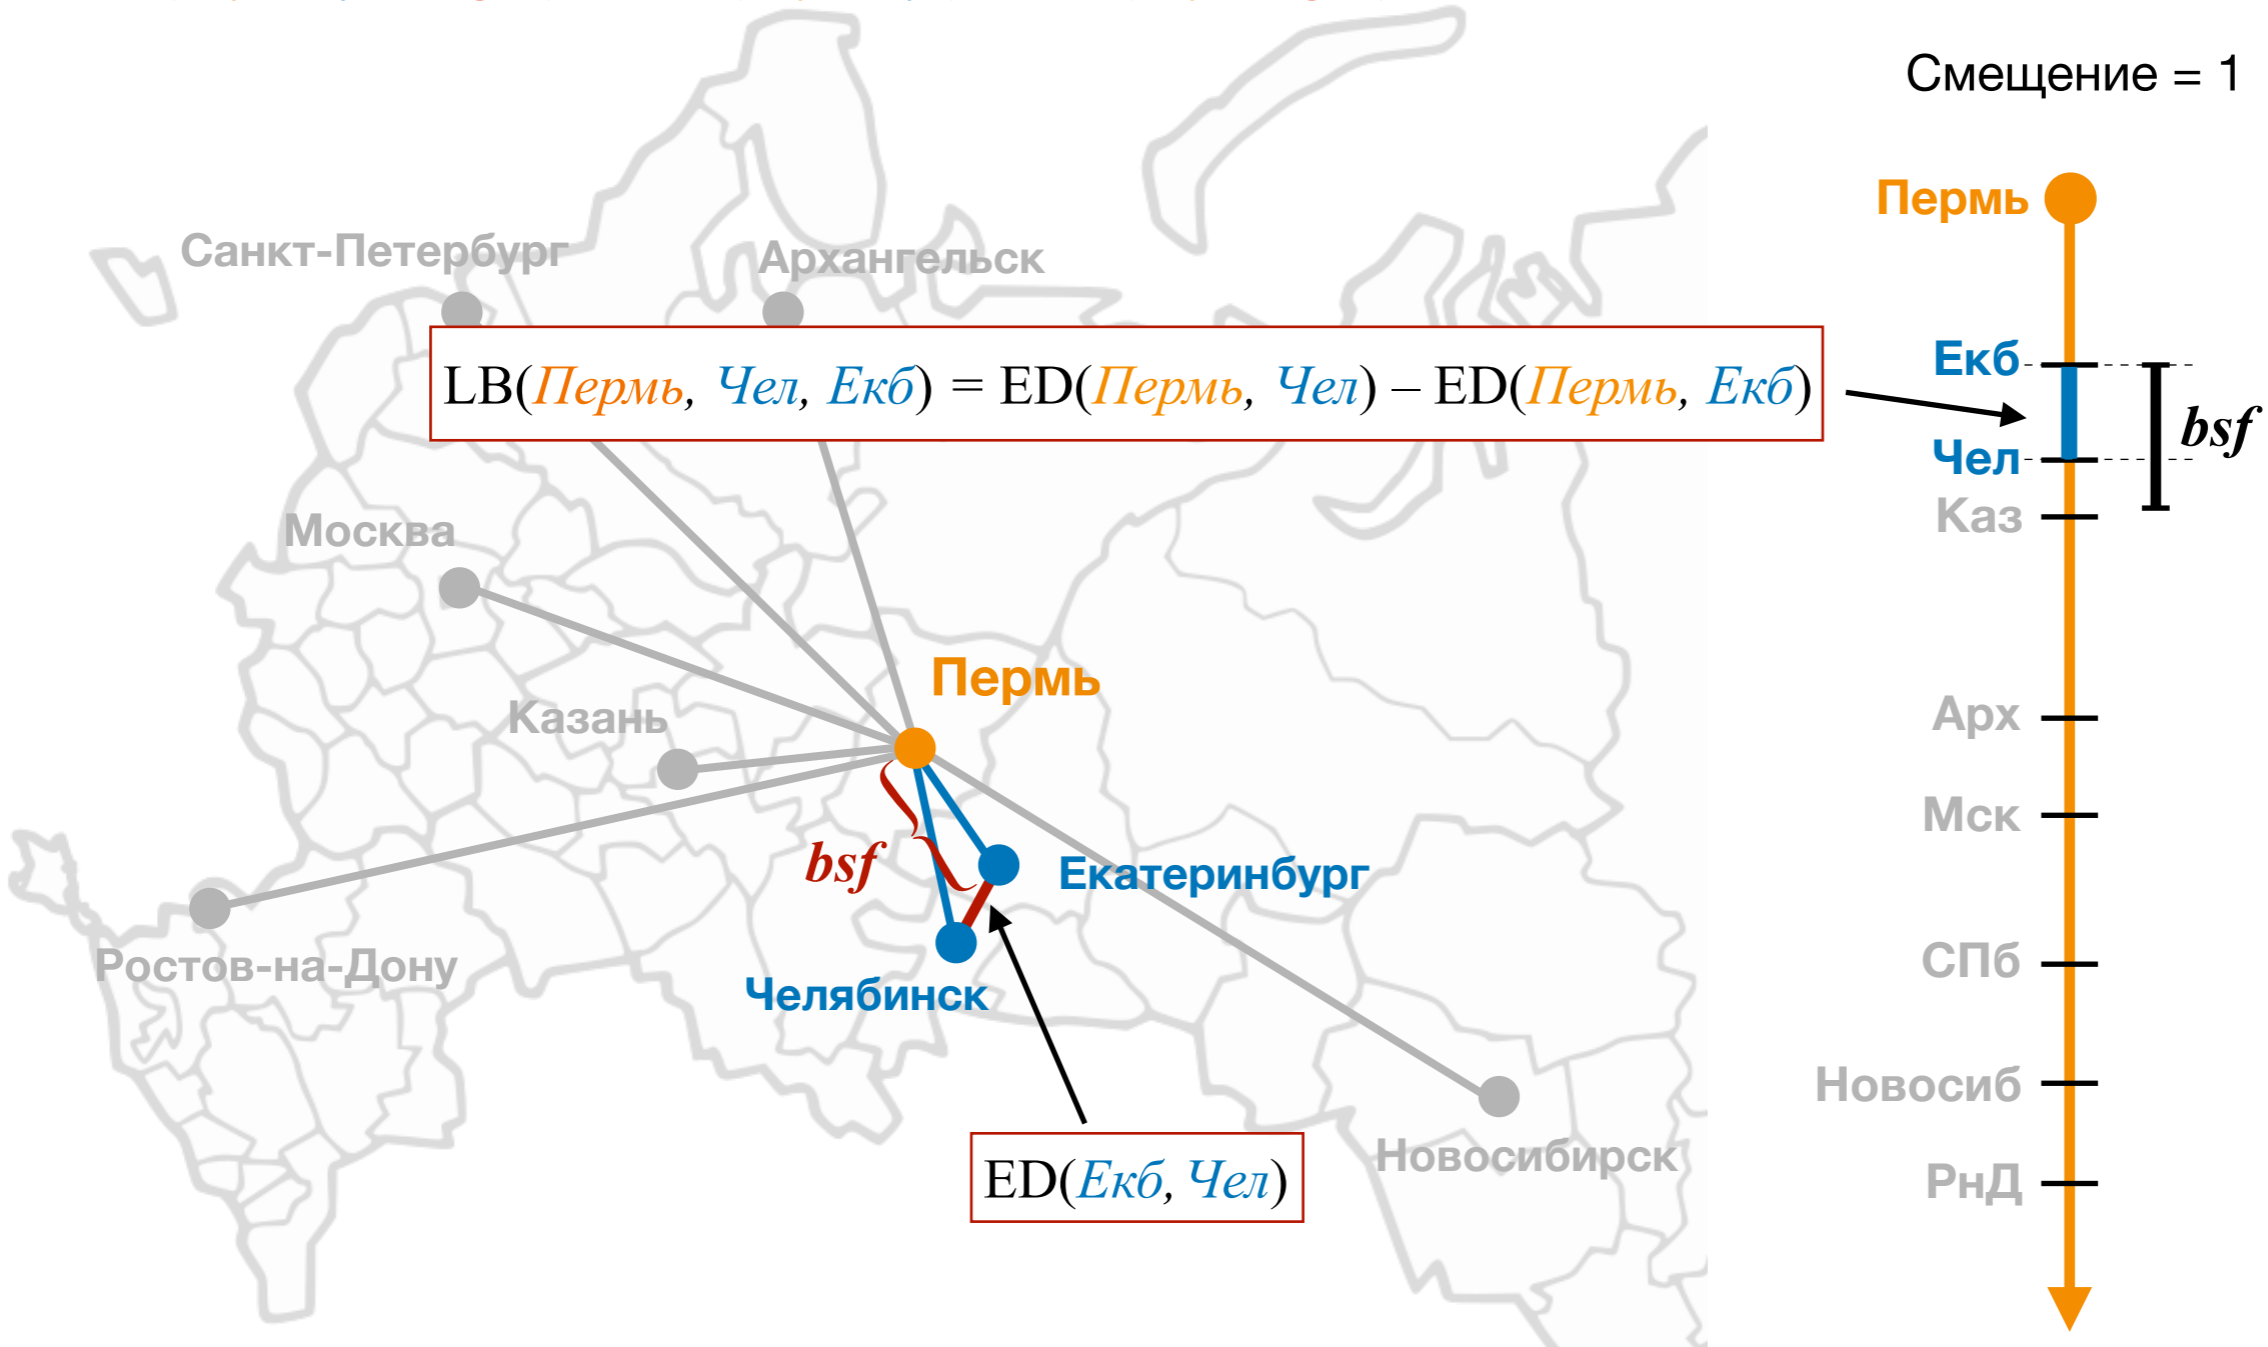 Смещение = 1
Пермь
Санкт-Петербург
Архангельск
LB(Пермь, Чел, Екб) = ED(Пермь, Чел) – ED(Пермь, Екб)
Екб
bsf
Чел
Каз
Москва
Пермь
Казань
Арх
Мск
bsf
Екатеринбург
Ростов-на-Дону
Челябинск
СПб
Новосиб
ED(Екб, Чел)
Новосибирск
РнД